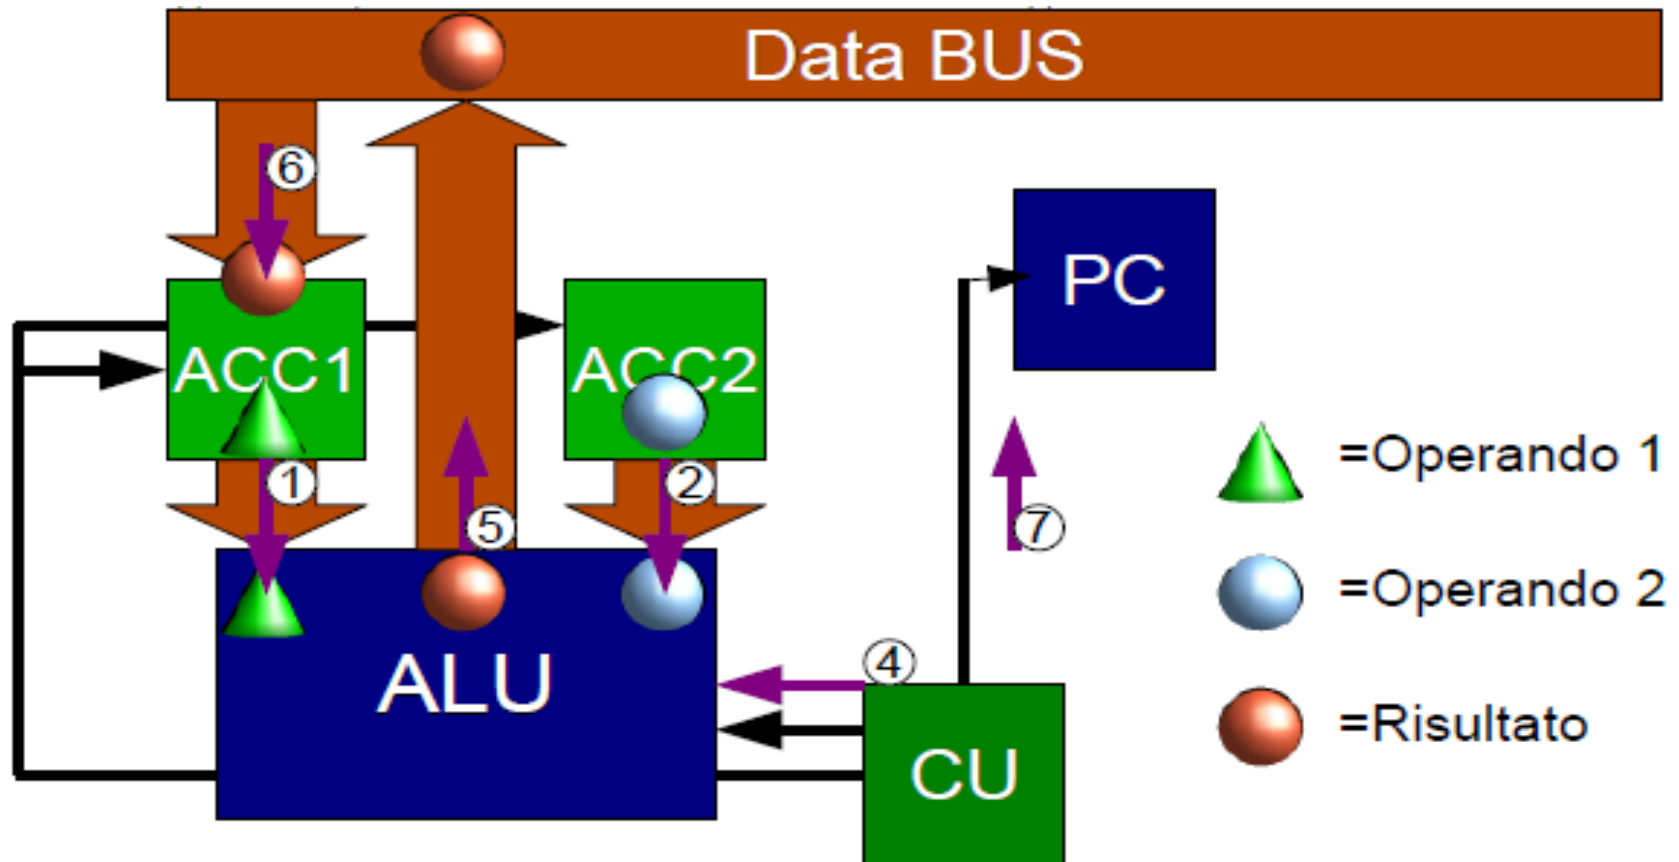 Data BUS
6
PC
ACC1
ACC2
1
5
2
7
=Operando 1
=Operando 2
4
ALU
=Risultato
CU